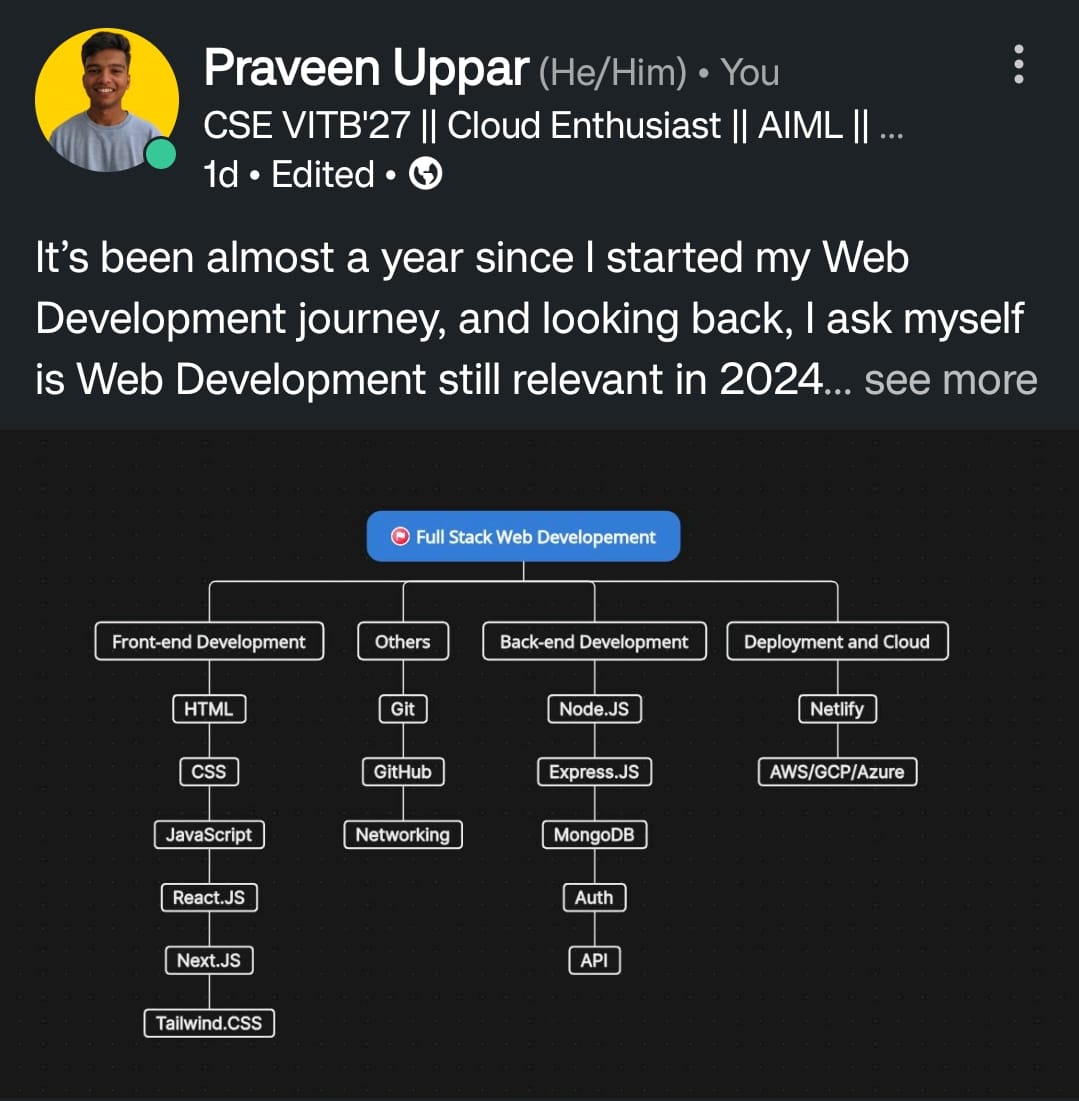 Praveen Uppar (He/Him) • You
CSE VITB'27 || Cloud Enthusiast || AIML || ...
1d • Edited •
It’s been almost a year since I started my Web
Development journey, and looking back, I ask myself
is Web Development still relevant in 2024... see more
Full Stack Web Developement
Front-end Development
HTML
CSS
JavaScript
React.JS
Next.JS
Tailwind.CSS
Others
Git
GitHub
Networking
Back-end Development
Node.JS
Express.JS
MongoDB
Auth
API
Deployment and Cloud
Netlify
AWS/GCP/Azure